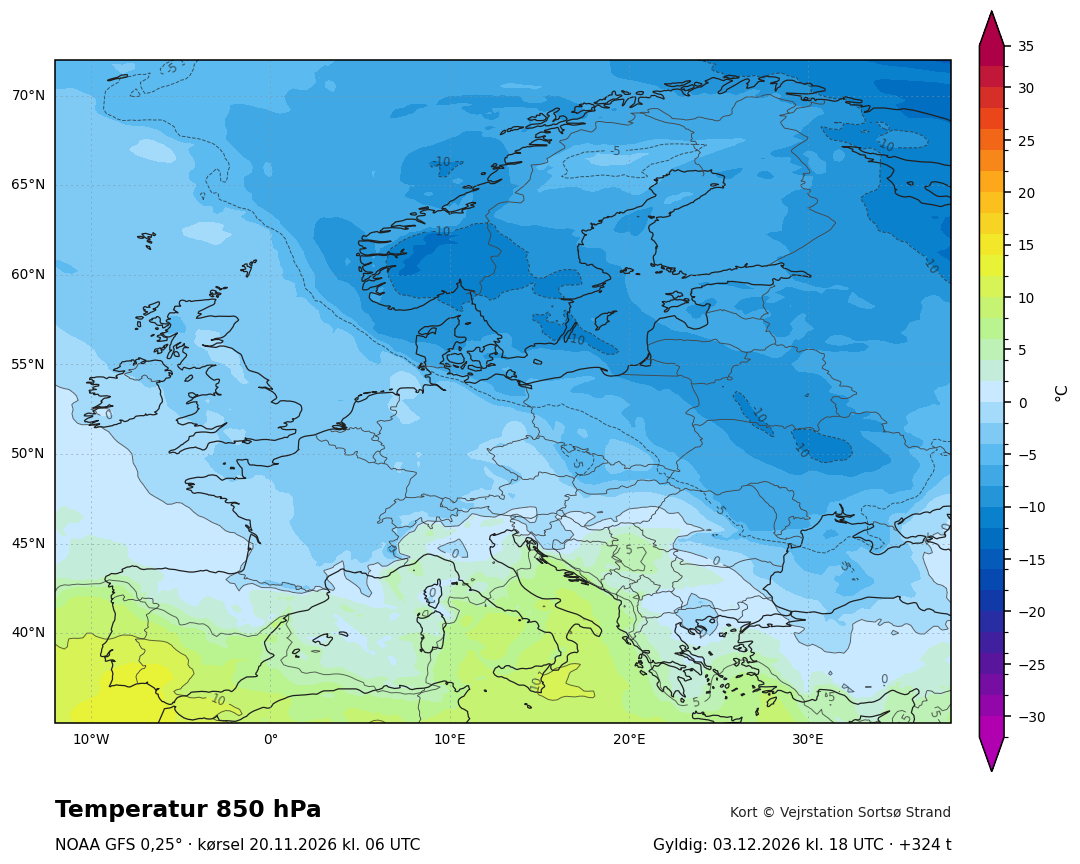 70°N
65°N
60°N
55°N
50°N
45°N
40°N
10°W 0° 10°E 20°E 30°E
35
30
25
20
15
10
5
0
−5
−10
−15
−20
−25
−30
°C
Temperatur 850 hPa
Kort © Vejrstation Sortsø Strand
NOAA GFS 0,25° · kørsel 20.11.2026 kl. 06 UTC
Gyldig: 03.12.2026 kl. 18 UTC · +324 t